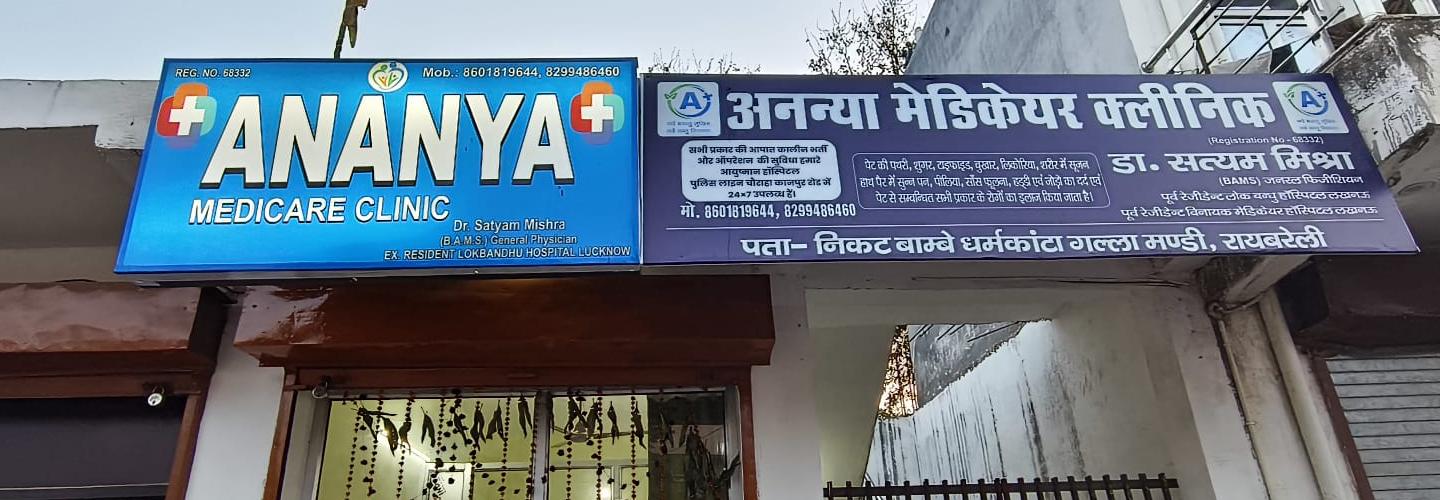 REG. NO. 68332
Mob.: 8601819644, 8299486460
ANANYA
MEDICARE CLINIC
Dr. Satyam Mishra
(B.A.M.S.) General Physician
EX. RESIDENT LOKBANDHU HOSPITAL LUCKNOW
अनन्या मेडिकेयर क्लीनिक
(Registration No - 68332)
सभी प्रकार की आपात कालीन भर्ती
और ऑपरेशन की सुविधा हमारे
आयुष्मान हॉस्पिटल
पुलिस लाइन चौराहा कानपुर रोड में
24×7 उपलब्ध हैं।
मो. 8601819644, 8299486460
पेट की पथरी, शुगर, टाइफाइड, बुखार, लिकोरिया, शरीर में सूजन
हाथ पैर में सुन्न पन, पीलिया, साँस फूलना, हड्डी एवं जोड़ो का दर्द एवं
पेट से सम्बन्धित सभी प्रकार के रोगों का इलाज किया जाता है।
डा. सत्यम मिश्रा
(BAMS) जनरल फिजीशियन
पूर्व रेजीडेन्ट लोक बन्धु हॉस्पिटल लखनऊ
पूर्व रेजीडेन्ट विनायक मेडिकेयर हॉस्पिटल लखनऊ
पता– निकट बाम्बे धर्मकांटा गल्ला मण्डी, रायबरेली